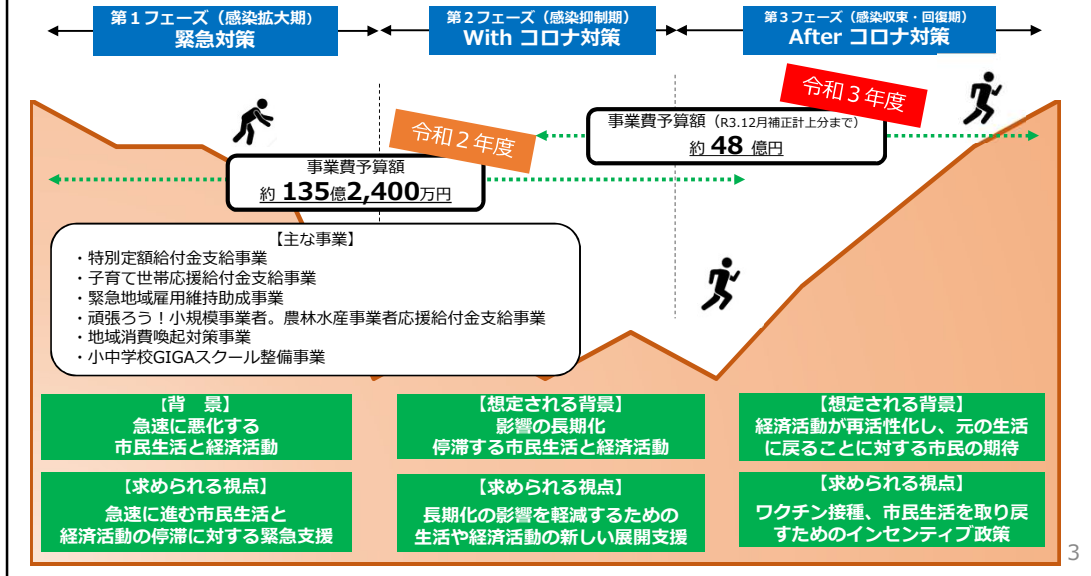 第1フェーズ（感染拡大期）
緊急対策
第2フェーズ（感染抑制期）
With コロナ対策
第3フェーズ（感染収束・回復期）
After コロナ対策
令和2年度
令和3年度
事業費予算額（R3.12月補正計上分まで）
約 48 億円
事業費予算額
約 135億2,400万円
【主な事業】
・特別定額給付金支給事業
・子育て世帯応援給付金支給事業
・緊急地域雇用維持助成事業
・頑張ろう！小規模事業者。農林水産事業者応援給付金支給事業
・地域消費喚起対策事業
・小中学校GIGAスクール整備事業
【背　景】
急速に悪化する
市民生活と経済活動
【想定される背景】
影響の長期化
停滞する市民生活と経済活動
【想定される背景】
経済活動が再活性化し、元の生活
に戻ることに対する市民の期待
【求められる視点】
急速に進む市民生活と
経済活動の停滞に対する緊急支援
【求められる視点】
長期化の影響を軽減するための
生活や経済活動の新しい展開支援
【求められる視点】
ワクチン接種、市民生活を取り戻
すためのインセンティブ政策
3